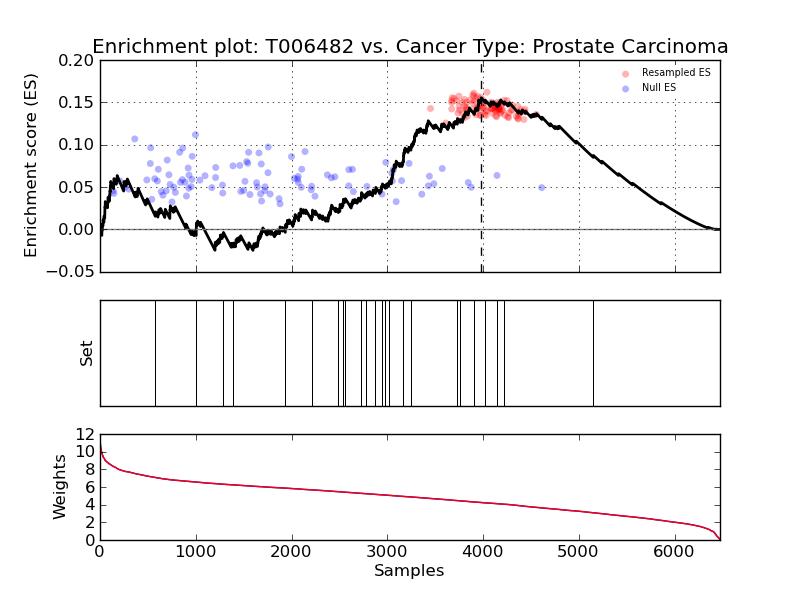 Enrichment plot: T006482 vs. Cancer Type: Prostate Carcinoma
Enrichment score (ES)
0.20
0.15
0.10
0.05
0.00
−0.05
Resampled ES
Null ES
Set
Weights
12
10
8
6
4
2
0
0 1000 2000 3000 4000 5000 6000
Samples